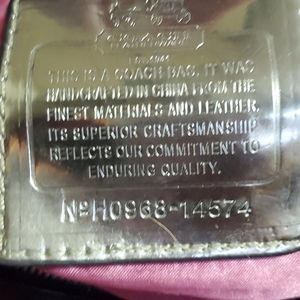 COACH
THIS IS A COACH BAG. IT WAS
HANDCRAFTED IN CHINA FROM THE
FINEST MATERIALS AND LEATHER.
ITS SUPERIOR CRAFTSMANSHIP
REFLECTS OUR COMMITMENT TO
ENDURING QUALITY.
NºH0968-14574